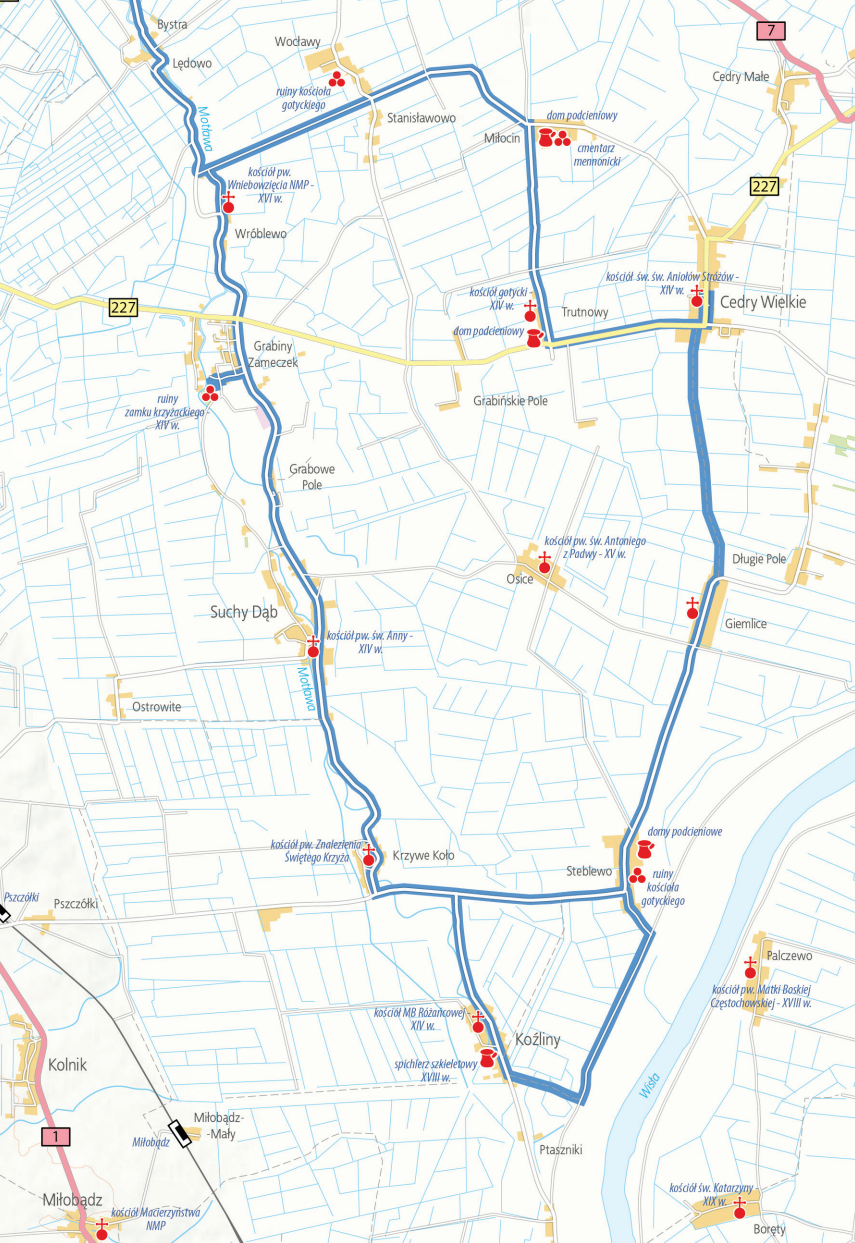 Bystra
Wocławy
7
Lędowo
Cedry Małe
ruiny kościoła
gotyckiego
Motława
Stanisławowo
dom podcieniowy
Miłocin
cmentarz
mennonicki
kościół pw.
Wniebowzięcia NMP -
XVI w.
227
Wróblewo
kościół św. św. Aniołów Stróżów -
XIV w.
kościół gotycki -
XIV w.
Cedry Wielkie
227
Trutnowy
dom podcieniowy
Grabiny
Zameczek
ruiny
zamku krzyżackiego -
XIV w.
Grabińskie Pole
Grabowe
Pole
kościół pw. św. Antoniego
z Padwy - XV w.
Długie Pole
Osice
Suchy Dąb
Giemlice
kościół pw. św. Anny -
XIV w.
Motława
Ostrowite
domy podcieniowe
kościół pw. Znalezienia
Świętego Krzyża
Krzywe Koło
Steblewo
ruiny
kościoła
gotyckiego
Pszczółki
Pszczółki
Palczewo
kościół pw. Matki Boskiej
Częstochowskiej - XVIII w.
kościół MB Różańcowej -
XIV w.
Koźliny
Kolnik
spichlerz szkieletowy
XVIII w.
Wisła
Miłobądz-
-Mały
1
Miłobądz
Ptaszniki
Miłobądz
kościół św. Katarzyny -
XIX w.
kościół Macierzyństwa
NMP
Boręty